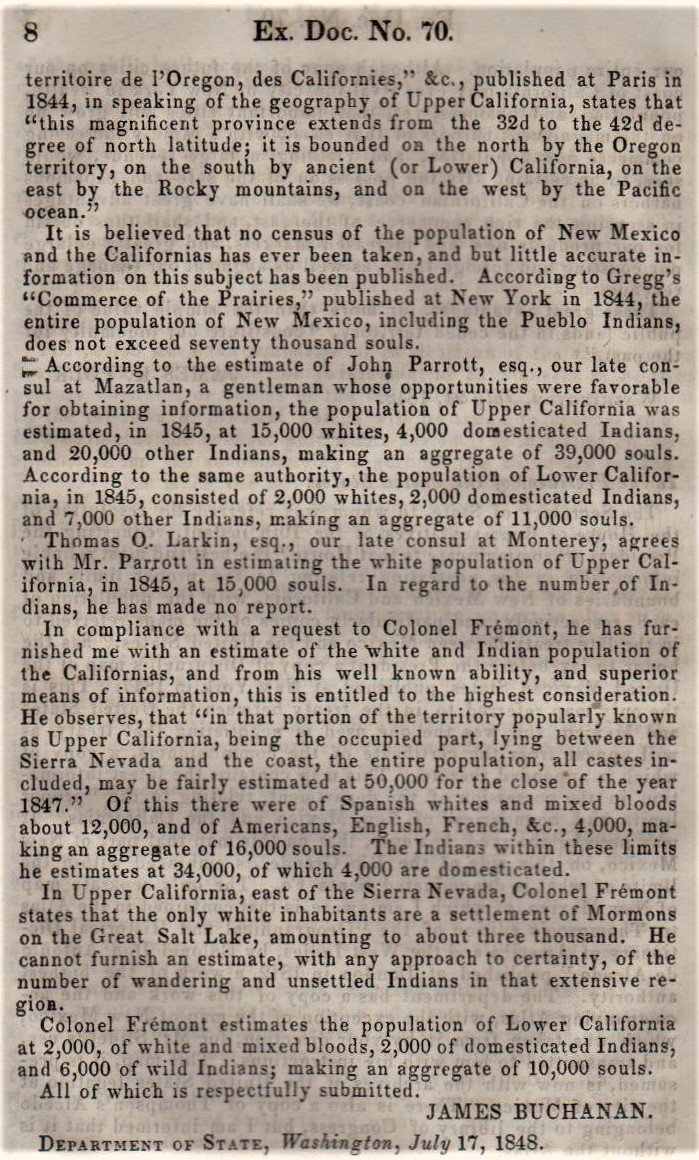 8 Ex. Doc. No. 70.
territoire de l'Oregon, des Californies,” &c., published at Paris in
1844, in speaking of the geography of Upper California, states that
“this magnificent province extends from the 32d to the 42d de-
gree of north latitude; it is bounded on the north by the Oregon
territory, on the south by ancient (or Lower) California, on the
east by the Rocky mountains, and on the west by the Pacific
ocean.”
It is believed that no census of the population of New Mexico
and the Californias has ever been taken, and but little accurate in-
formation on this subject has been published. According to Gregg's
“Commerce of the Prairies,” published at New York in 1844, the
entire population of New Mexico, including the Pueblo Indians,
does not exceed seventy thousand souls.
According to the estimate of John Parrott, esq., our late con-
sul at Mazatlan, a gentleman whose opportunities were favorable
for obtaining information, the population of Upper California was
estimated, in 1845, at 15,000 whites, 4,000 domesticated Indians,
and 20,000 other Indians, making an aggregate of 39,000 souls.
According to the same authority, the population of Lower Califor-
nia, in 1845, consisted of 2,000 whites, 2,000 domesticated Indians,
and 7,000 other Indians, making an aggregate of 11,000 souls.
Thomas O. Larkin, esq., our late consul at Monterey, agrees
with Mr. Parrott in estimating the white population of Upper Cal-
ifornia, in 1845, at 15,000 souls. In regard to the number of In-
dians, he has made no report.
In compliance with a request to Colonel Frémont, he has fur-
nished me with an estimate of the white and Indian population of
the Californias, and from his well known ability, and superior
means of information, this is entitled to the highest consideration.
He observes, that “in that portion of the territory popularly known
as Upper California, being the occupied part, lying between the
Sierra Nevada and the coast, the entire population, all castes in-
cluded, may be fairly estimated at 50,000 for the close of the year
1847.” Of this there were of Spanish whites and mixed bloods
about 12,000, and of Americans, English, French, &c., 4,000, ma-
king an aggregate of 16,000 souls. The Indians within these limits
he estimates at 34,000, of which 4,000 are domesticated.
In Upper California, east of the Sierra Nevada, Colonel Frémont
states that the only white inhabitants are a settlement of Mormons
on the Great Salt Lake, amounting to about three thousand. He
cannot furnish an estimate, with any approach to certainty, of the
number of wandering and unsettled Indians in that extensive re-
gion.
Colonel Frémont estimates the population of Lower California
at 2,000, of white and mixed bloods, 2,000 of domesticated Indians,
and 6,000 of wild Indians; making an aggregate of 10,000 souls.
All of which is respectfully submitted.
JAMES BUCHANAN.
DEPARTMENT OF STATE, Washington, July 17, 1848.